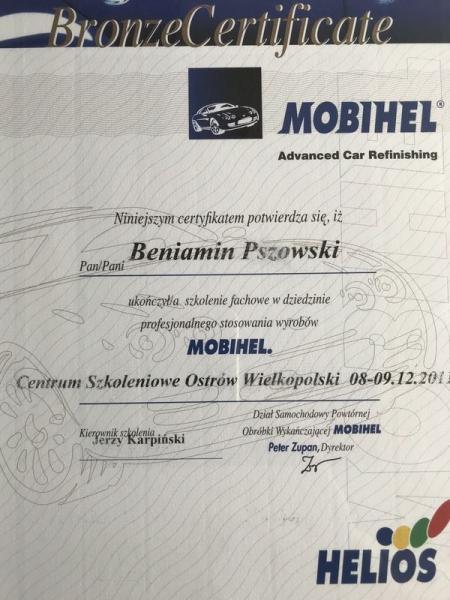 BronzeCertificate
MOBIHEL®
Advanced Car Refinishing
Niniejszym certyfikatem potwierdza się, iż
Pan/Pani Beniamin Pszowski
ukończył/a szkolenie fachowe w dziedzinie
profesjonalnego stosowania wyrobów
MOBIHEL.
Centrum Szkoleniowe Ostrów Wielkopolski 08-09.12.2011
Kierownik szkolenia
Jerzy Karpiński
Dział Samochodowy Powtórnej
Obróbki Wykańczającej MOBIHEL
Peter Zupan, Dyrektor
HELIOS